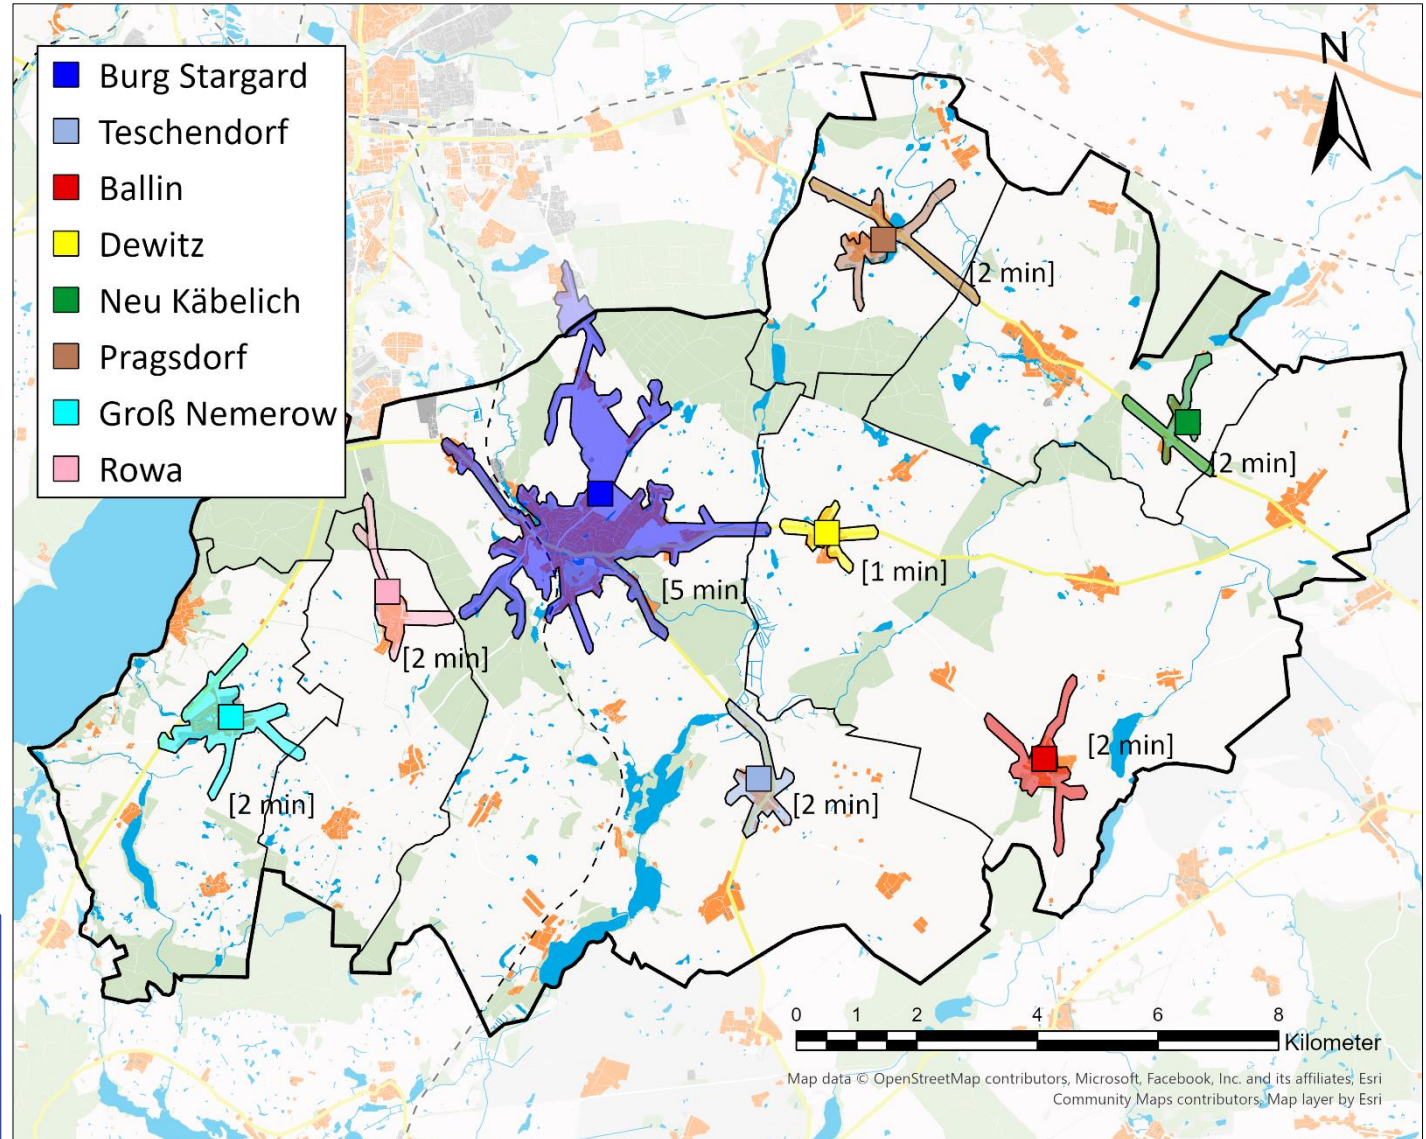 N
Burg Stargard
Teschendorf
Ballin
Dewitz
Neu Käbelich
Pragsdorf
Groß Nemerow
Rowa
[2 min]
[2 min]
[1 min]
[5 min]
[2 min]
[2 min]
[2 min]
[2 min]
0 1 2 4 6 8
Kilometer
Map data © OpenStreetMap contributors, Microsoft, Facebook, Inc. and its affiliates, Esri
Community Maps contributors, Map layer by Esri